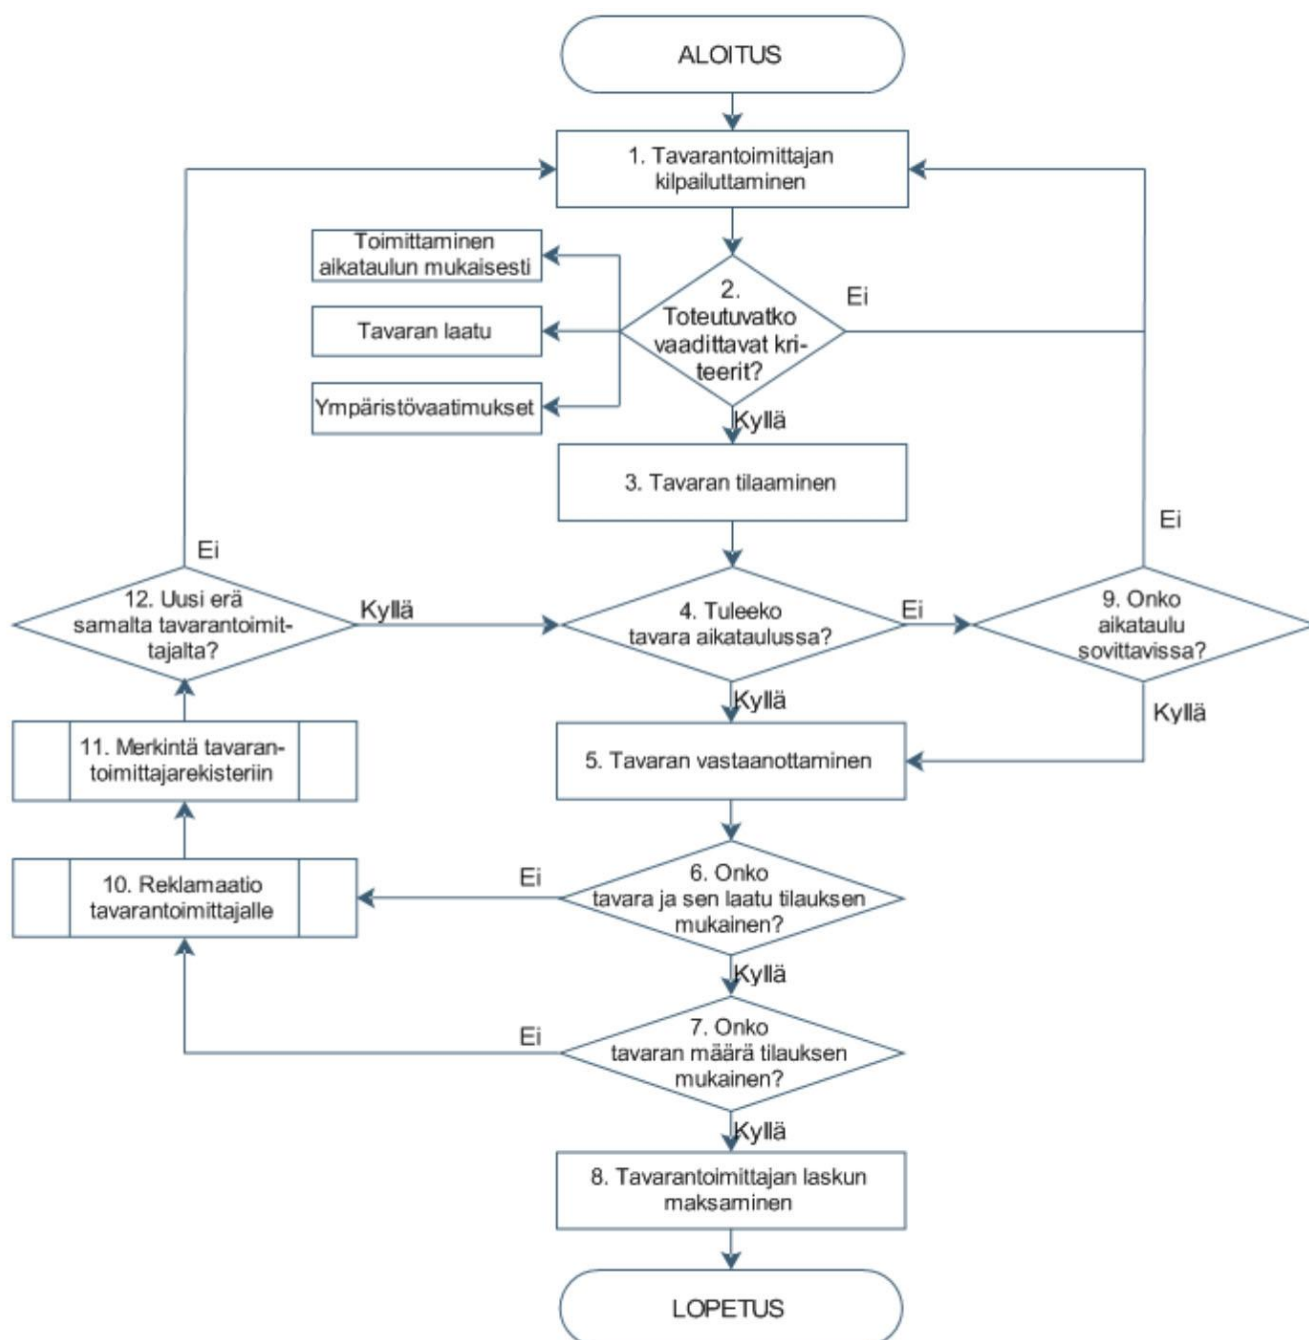 ALOITUS
1. Tavarantoimittajan
kilpailuttaminen
Toimittaminen
aikataulun mukaisesti
Tavaran laatu
Ympäristövaatimukset
2.
Toteutuvatko
vaadittavat kri-
teerit?
Ei
Kyllä
3. Tavaran tilaaminen
Ei
12. Uusi erä
samalta tavarantoimit-
tajalta?
Kyllä
4. Tuleeko
tavara aikataulussa?
Ei
Ei
9. Onko
aikataulu
sovittavissa?
Kyllä
Kyllä
11. Merkintä tavaran-
toimittajarekisteriin
5. Tavaran vastaanottaminen
10. Reklamaatio
tavarantoimittajalle
Ei
6. Onko
tavara ja sen laatu tilauksen
mukainen?
Kyllä
Ei
7. Onko
tavaran määrä tilauksen
mukainen?
Kyllä
8. Tavarantoimittajan laskun
maksaminen
LOPETUS